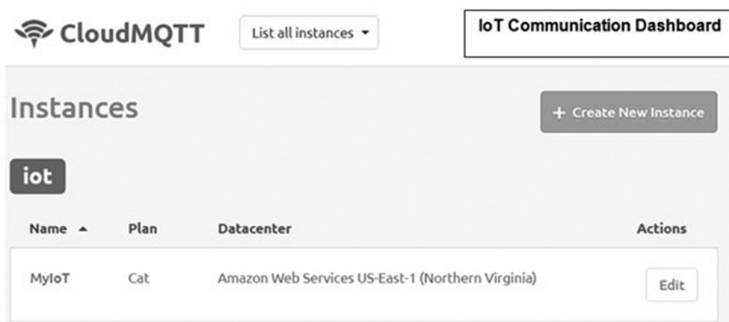 CloudMQTT
List all instances
IoT Communication Dashboard
Instances
+ Create New Instance
iot
Name Plan Datacenter Actions
MyIoT Cat Amazon Web Services US-East-1 (Northern Virginia) Edit